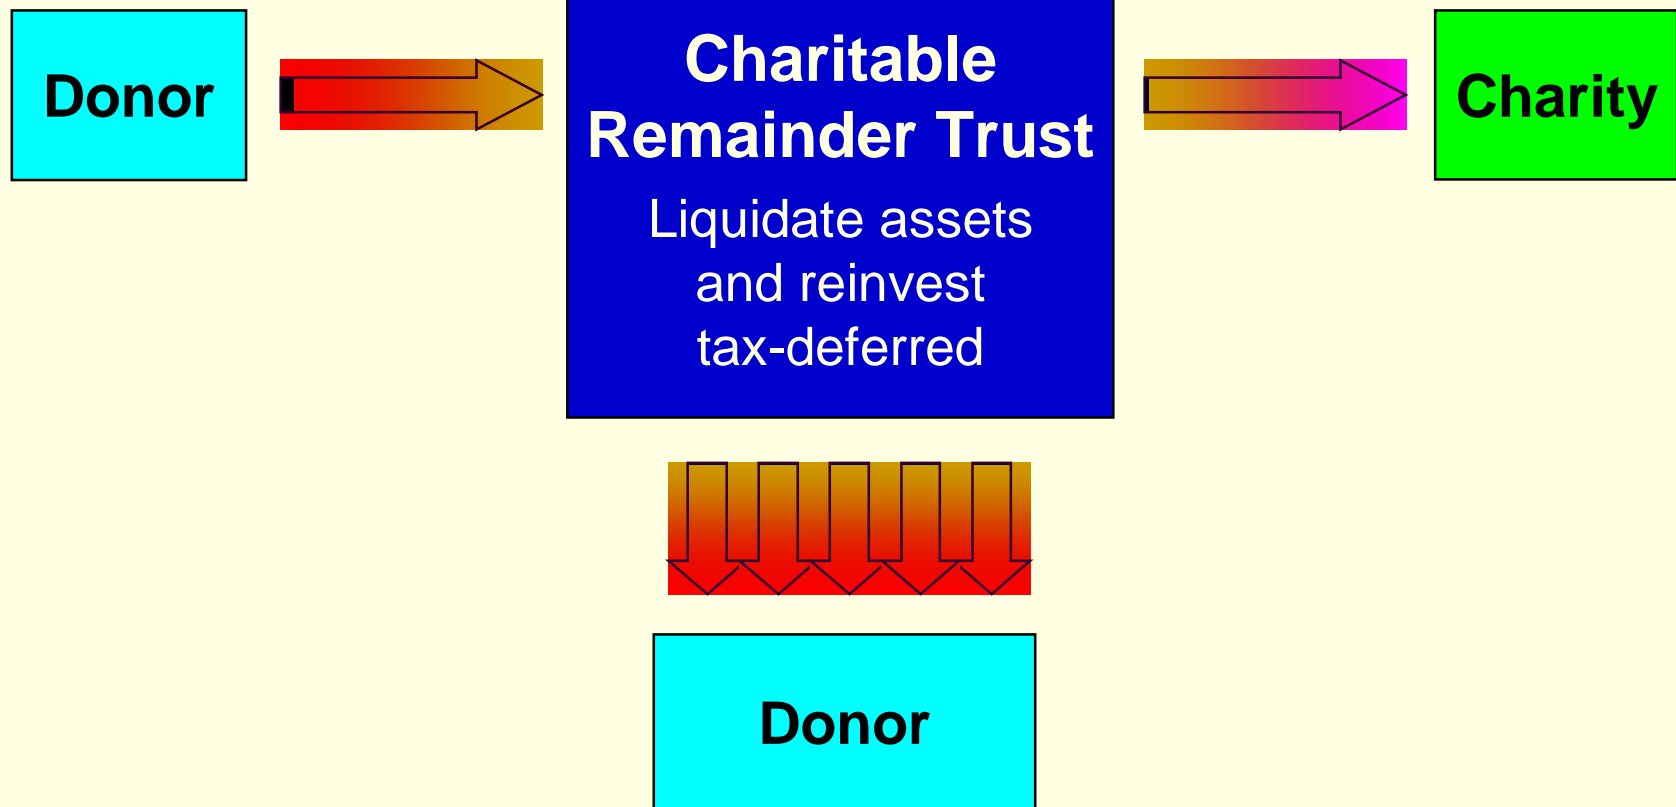 Donor
Charitable
Remainder Trust
Liquidate assets
and reinvest
tax-deferred
Charity
Donor